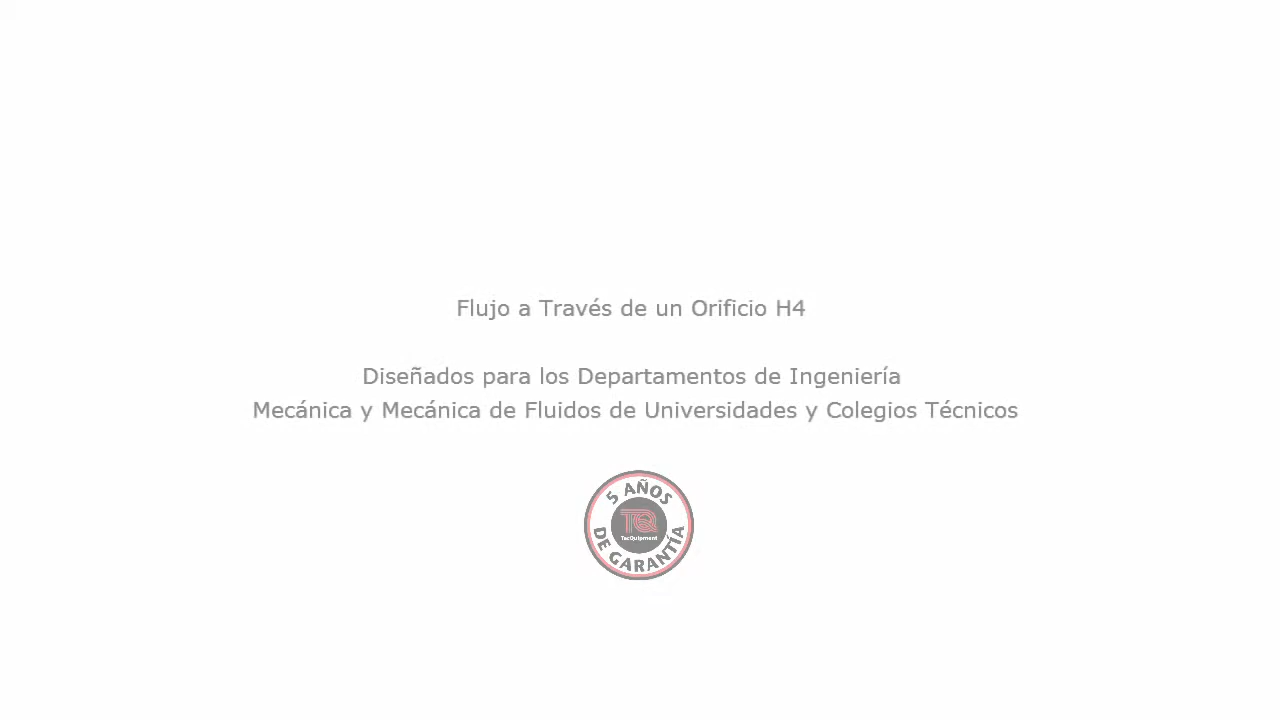 Flujo a Través de un Orificio H4
Diseñados para los Departamentos de Ingeniería
Mecánica y Mecánica de Fluidos de Universidades y Colegios Técnicos
5 AÑOS
TQ
TecQuipment
DE GARANTÍA